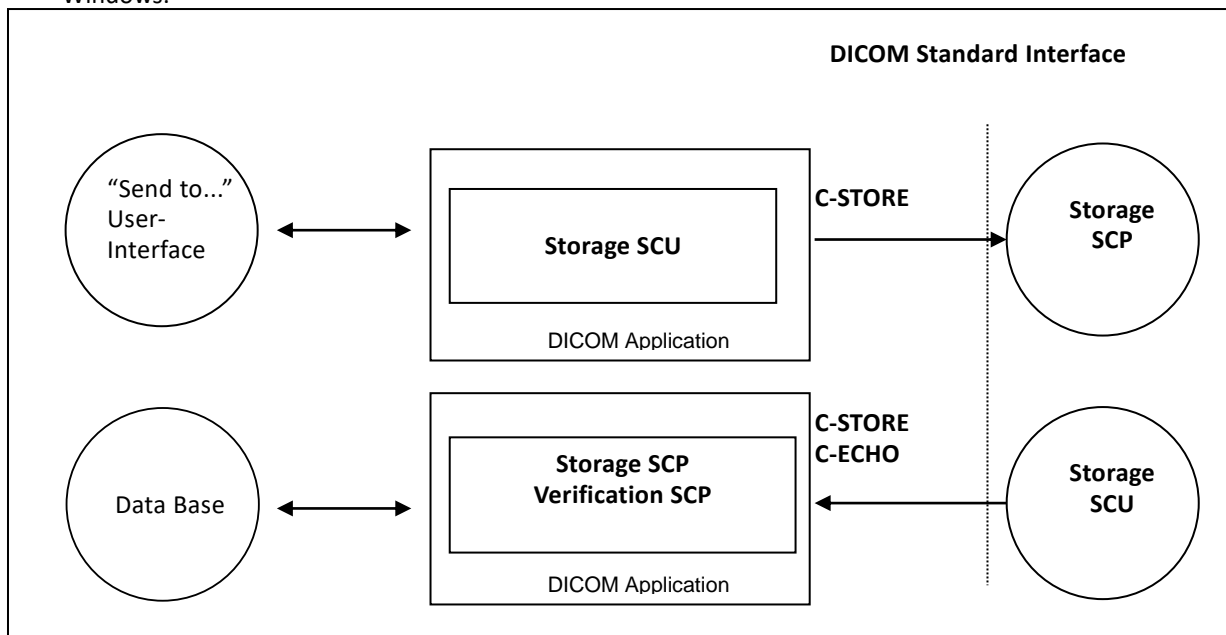 Windows.
DICOM Standard Interface
“Send to...”
User-
Interface
Storage SCU
DICOM Application
C-STORE
Storage
SCP
Data Base
Storage SCP
Verification SCP
DICOM Application
C-STORE
C-ECHO
Storage
SCU